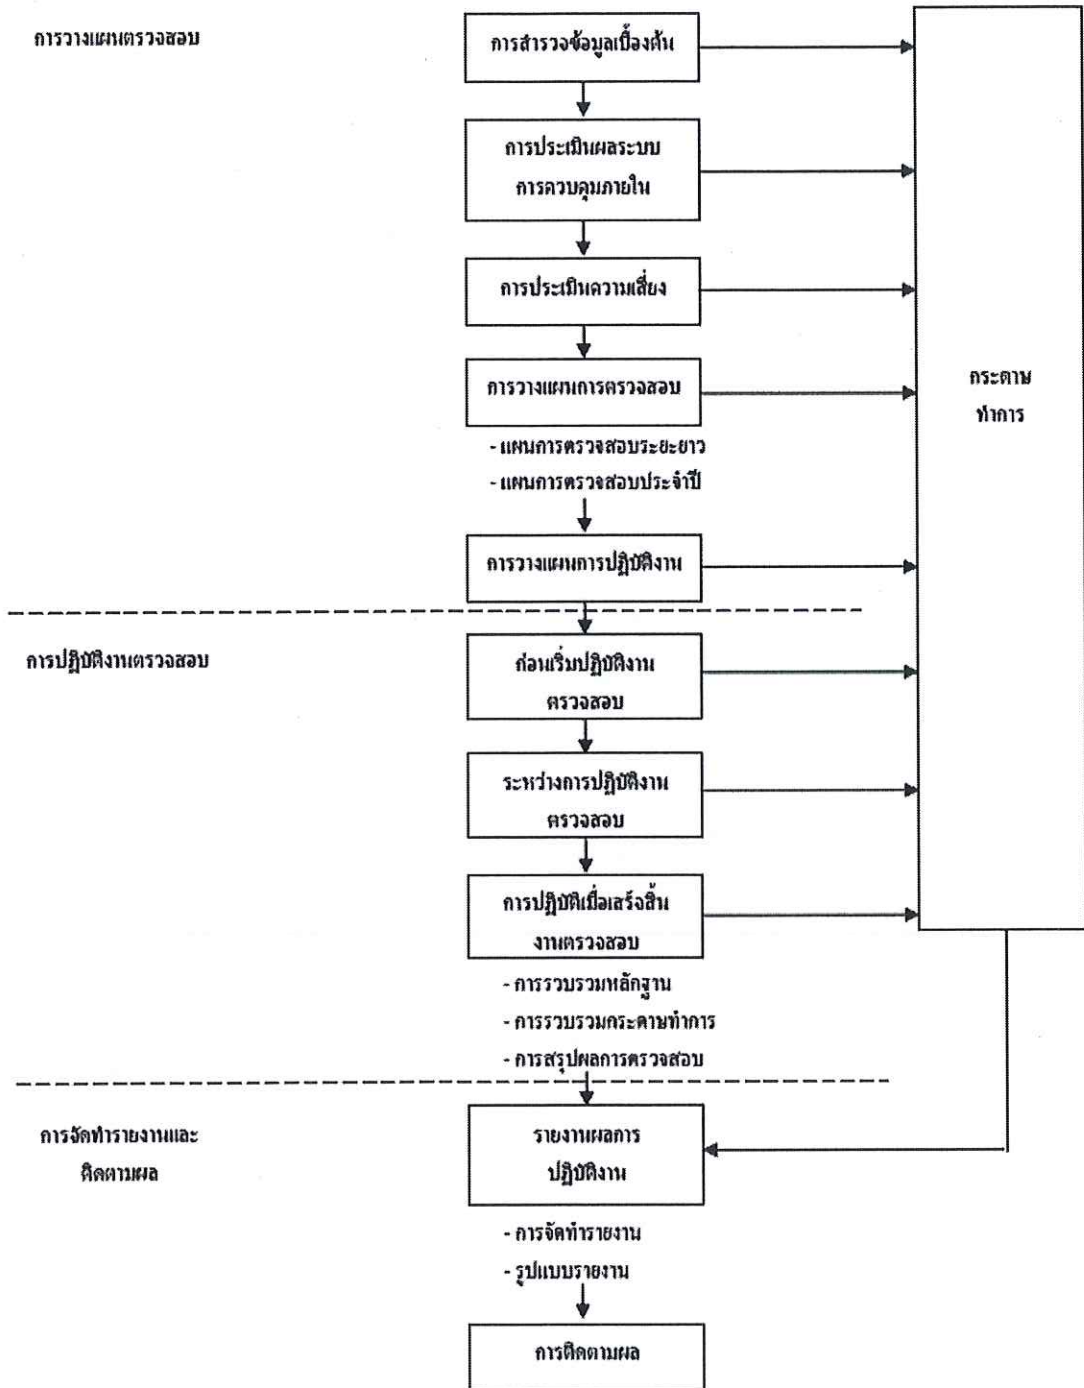 การวางแผนตรวจสอบ
การสำรวจข้อมูลเบื้องต้น
การประเมินผลระบบ
การควบคุมภายใน
การประเมินความเสี่ยง
การวางแผนการตรวจสอบ
- แผนการตรวจสอบระยะยาว
- แผนการตรวจสอบประจำปี
การวางแผนการปฏิบัติงาน
กระดาษ
ทำการ
การปฏิบัติงานตรวจสอบ
ก่อนเริ่มปฏิบัติงาน
ตรวจสอบ
ระหว่างการปฏิบัติงาน
ตรวจสอบ
การปฏิบัติเมื่อเสร็จสิ้น
งานตรวจสอบ
- การรวบรวมหลักฐาน
- การรวบรวมกระดาษทำการ
- การสรุปผลการตรวจสอบ
การจัดทำรายงานและ
ติดตามผล
รายงานผลการ
ปฏิบัติงาน
- การจัดทำรายงาน
- รูปแบบรายงาน
การติดตามผล